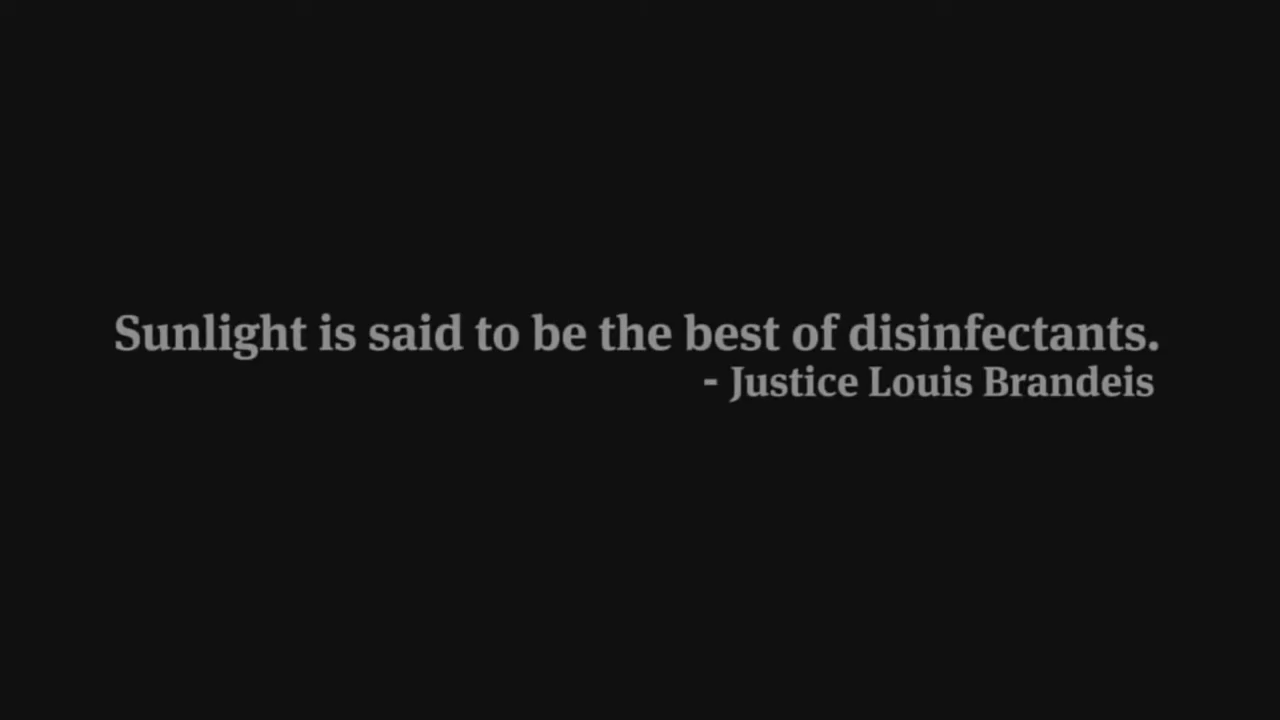 Sunlight is said to be the best of disinfectants.
- Justice Louis Brandeis